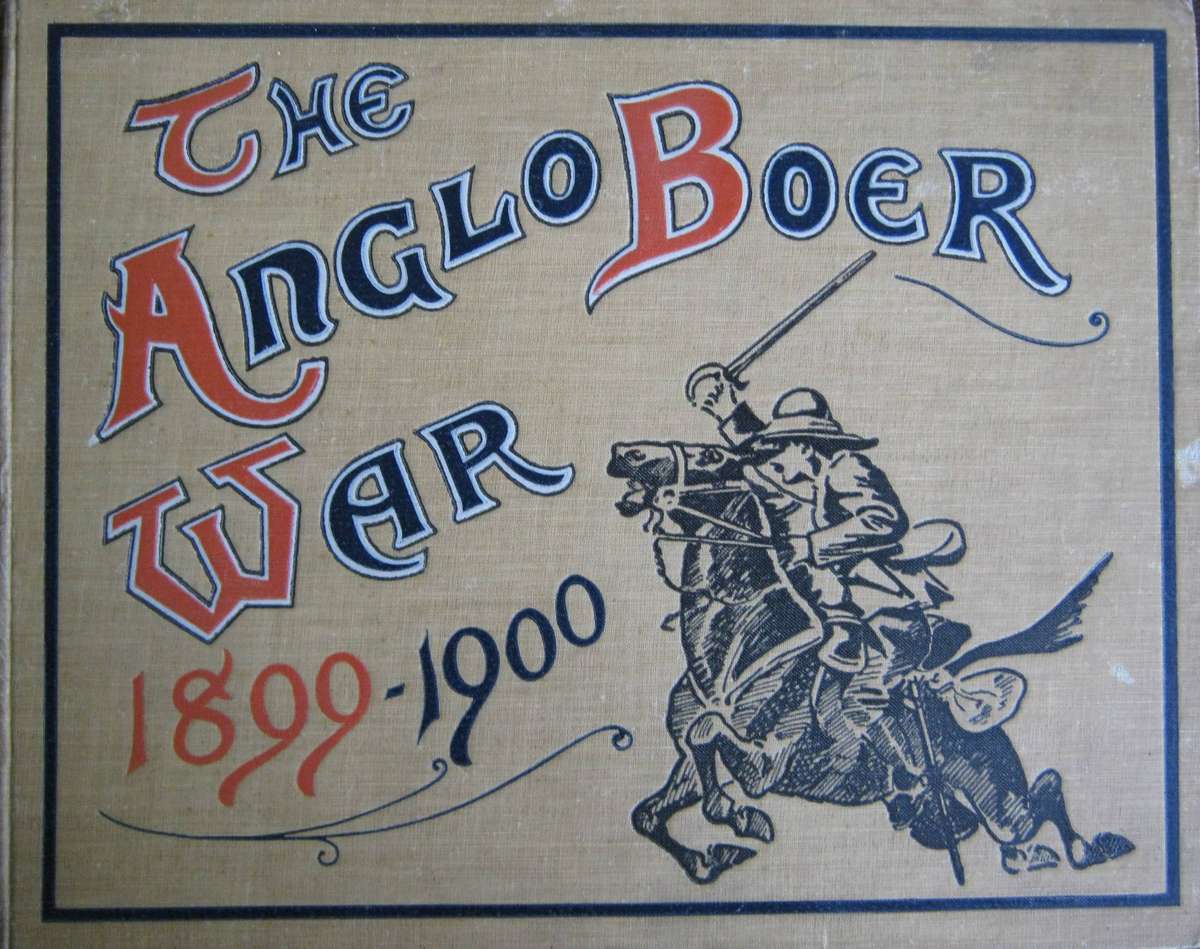 THE
ANGLO BOER
WAR
1899-1900